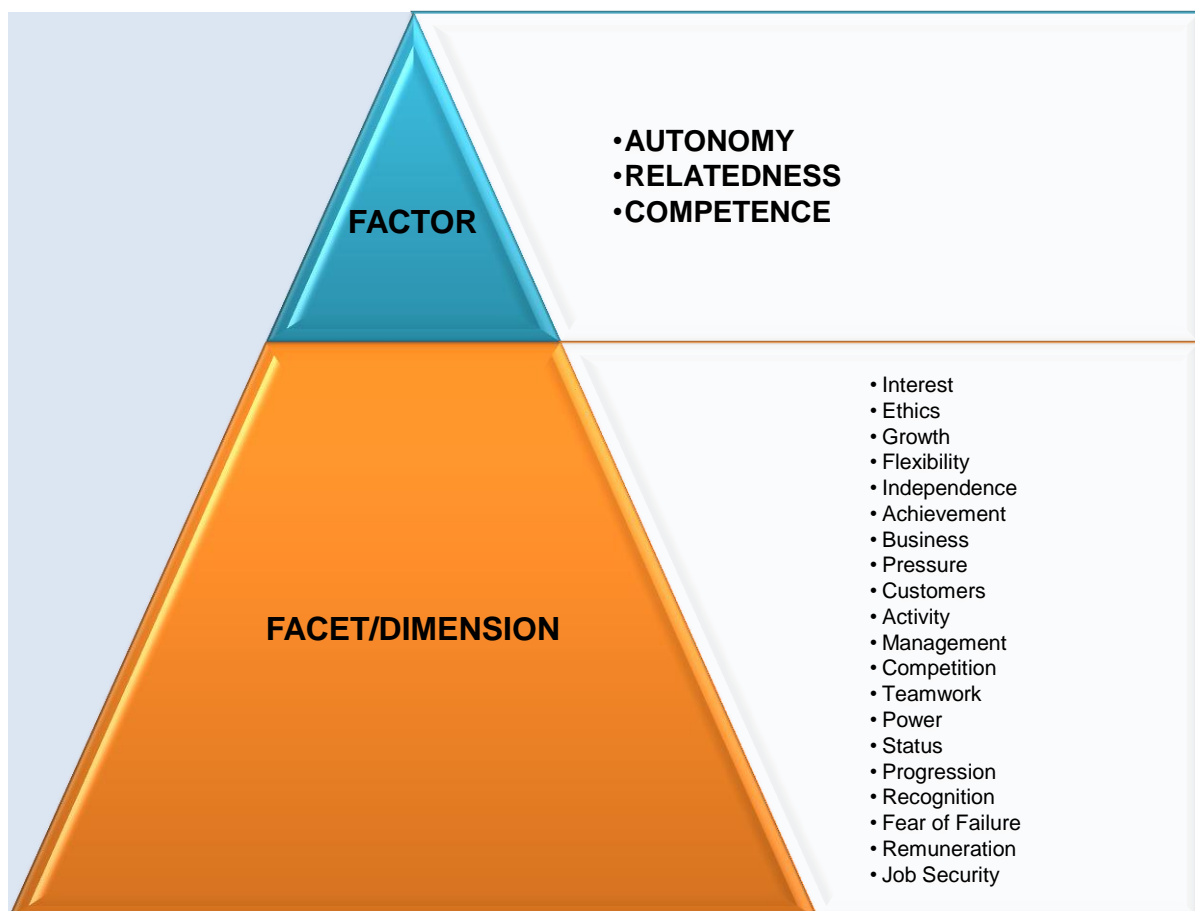 FACTOR
•AUTONOMY
•RELATEDNESS
•COMPETENCE
FACET/DIMENSION
• Interest
• Ethics
• Growth
• Flexibility
• Independence
• Achievement
• Business
• Pressure
• Customers
• Activity
• Management
• Competition
• Teamwork
• Power
• Status
• Progression
• Recognition
• Fear of Failure
• Remuneration
• Job Security